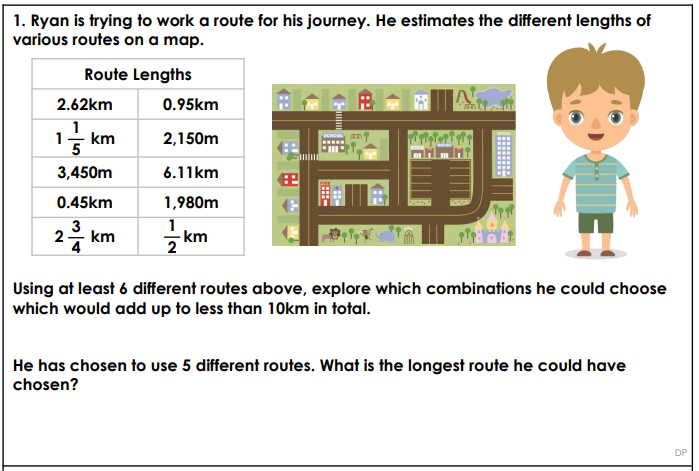 1. Ryan is trying to work a route for his journey. He estimates the different lengths of
various routes on a map.
Route Lengths
2.62km 0.95km
1 1/5 km 2,150m
3,450m 6.11km
0.45km 1,980m
2 3/4 km 1/2 km
SCHOOL
Using at least 6 different routes above, explore which combinations he could choose
which would add up to less than 10km in total.
He has chosen to use 5 different routes. What is the longest route he could have
chosen?
DP